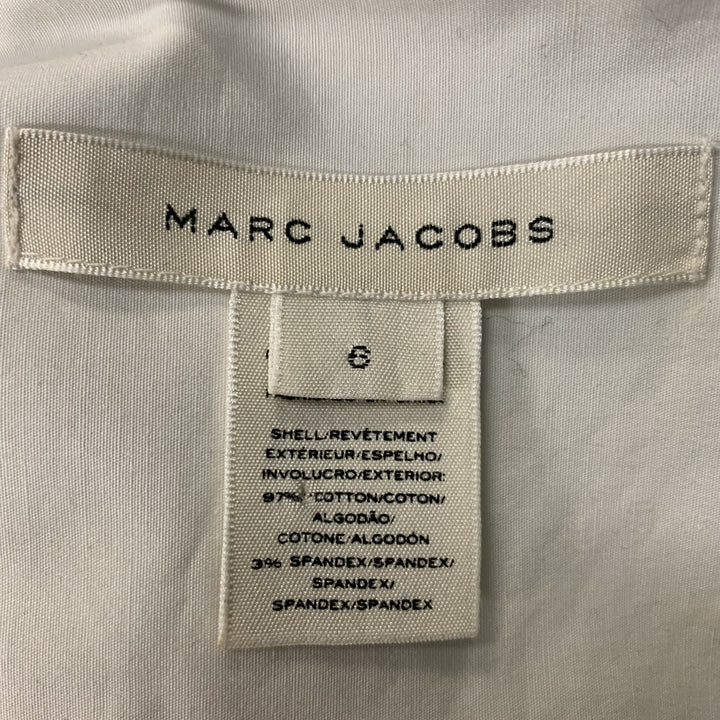 MARC JACOBS
6
SHELL/REVÊTEMENT
EXTÉRIEUR/ESPELHO/
INVOLUCRO/EXTERIOR:
97% COTTON/COTON/
ALGODÃO/
COTONE/ALGODÓN
3% SPANDEX/SPANDEX/
SPANDEX/
SPANDEX/SPANDEX